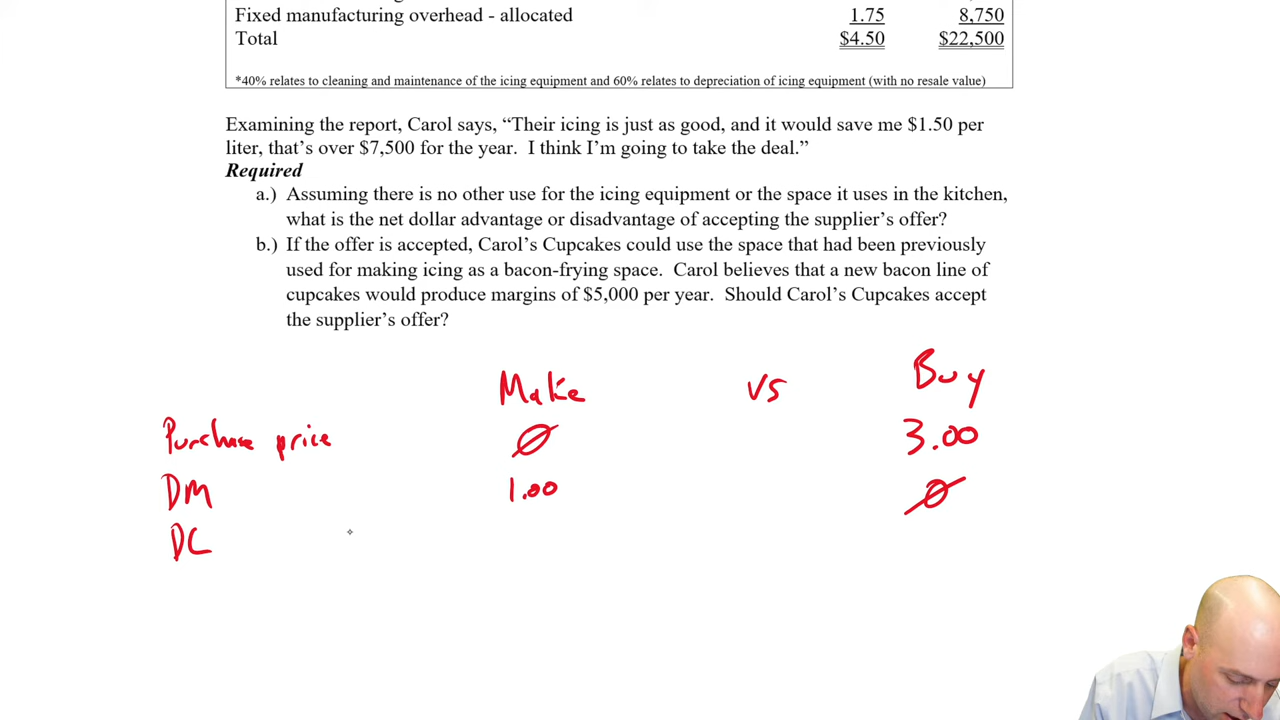 Fixed manufacturing overhead - allocated 1.75 8,750
Total $4.50 $22,500
*40% relates to cleaning and maintenance of the icing equipment and 60% relates to depreciation of icing equipment (with no resale value)
Examining the report, Carol says, “Their icing is just as good, and it would save me $1.50 per
liter, that’s over $7,500 for the year. I think I’m going to take the deal.”
Required
a.) Assuming there is no other use for the icing equipment or the space it uses in the kitchen,
what is the net dollar advantage or disadvantage of accepting the supplier’s offer?
b.) If the offer is accepted, Carol’s Cupcakes could use the space that had been previously
used for making icing as a bacon-frying space. Carol believes that a new bacon line of
cupcakes would produce margins of $5,000 per year. Should Carol’s Cupcakes accept
the supplier’s offer?
Make vs Buy
Purchase price Ø 3.00
DM 1.00 Ø
DL